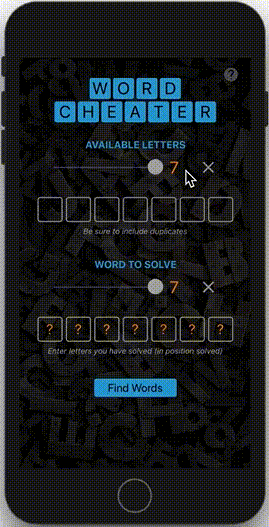 ?
WORD
CHEATER
AVAILABLE LETTERS
7 ×
Be sure to include duplicates
WORD TO SOLVE
7 ×
? ? ? ? ? ? ?
Enter letters you have solved (in position solved)
Find Words